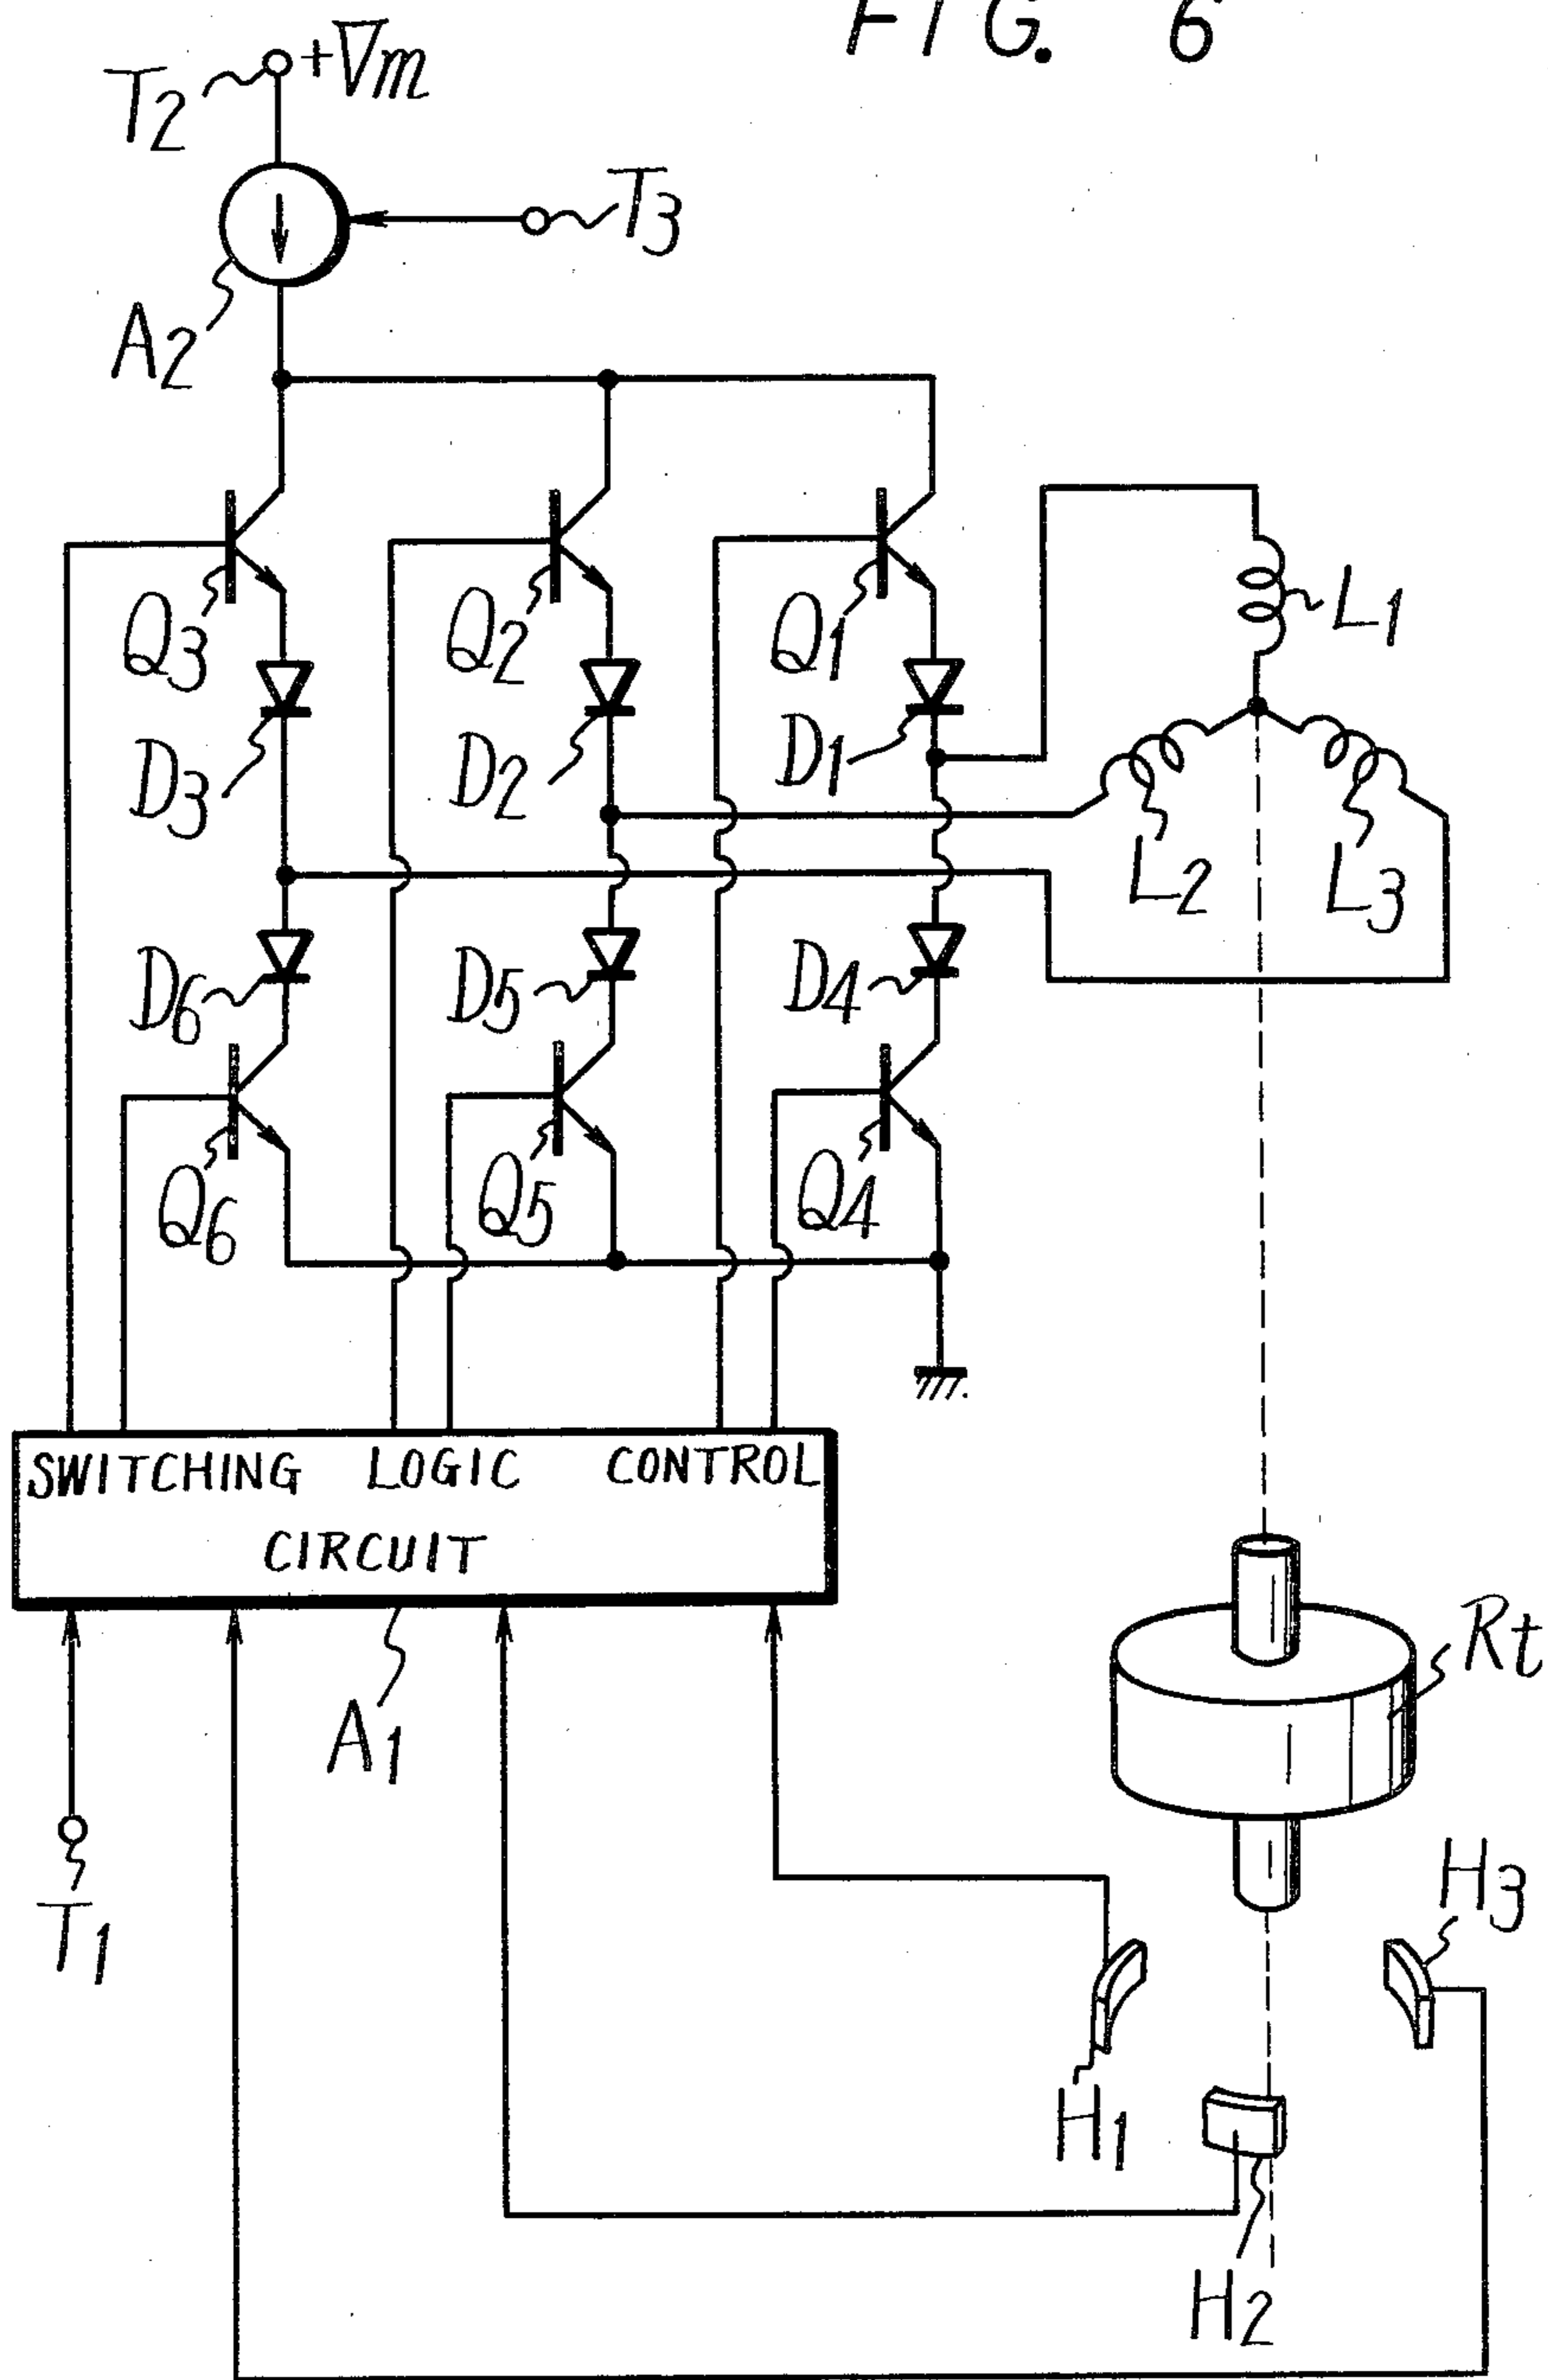 FIG. 6
T2
+Vm
T3
A2
Q3
Q2
Q1
L1
D3
D2
D1
L2
L3
D6
D5
D4
Q6
Q5
Q4
SWITCHING LOGIC CONTROL
CIRCUIT
A1
Rt
T1
H3
H1
H2